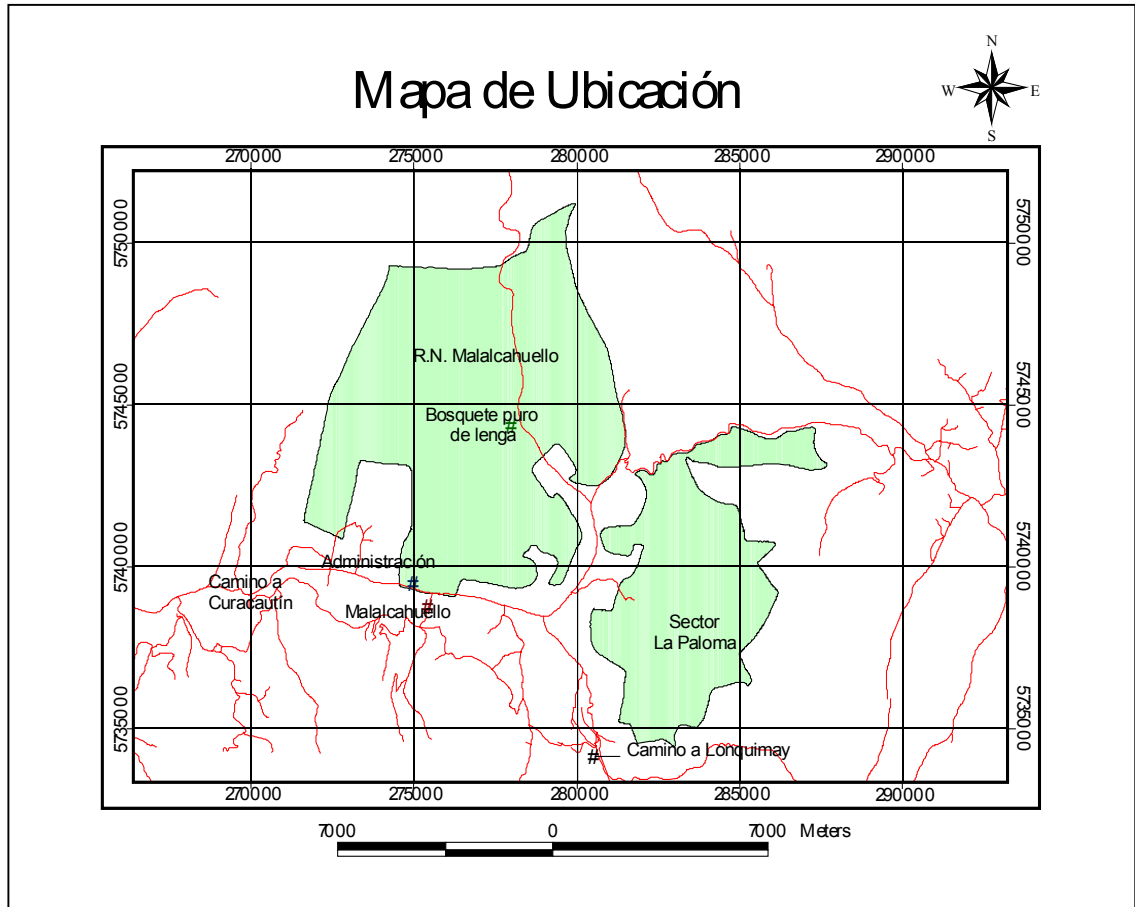 N
Mapa de Ubicación
W E
S
270000 275000 280000 285000 290000
5750000 5750000
R.N. Malalcahuello
5745000 5745000
Bosquete puro
de lenga
#
5740000 5740000
Administración
#
Camino a
Curacautín
Malalcahuello
#
Sector
La Paloma
5735000 5735000
# Camino a Lonquimay
270000 275000 280000 285000 290000
7000 0 7000 Meters